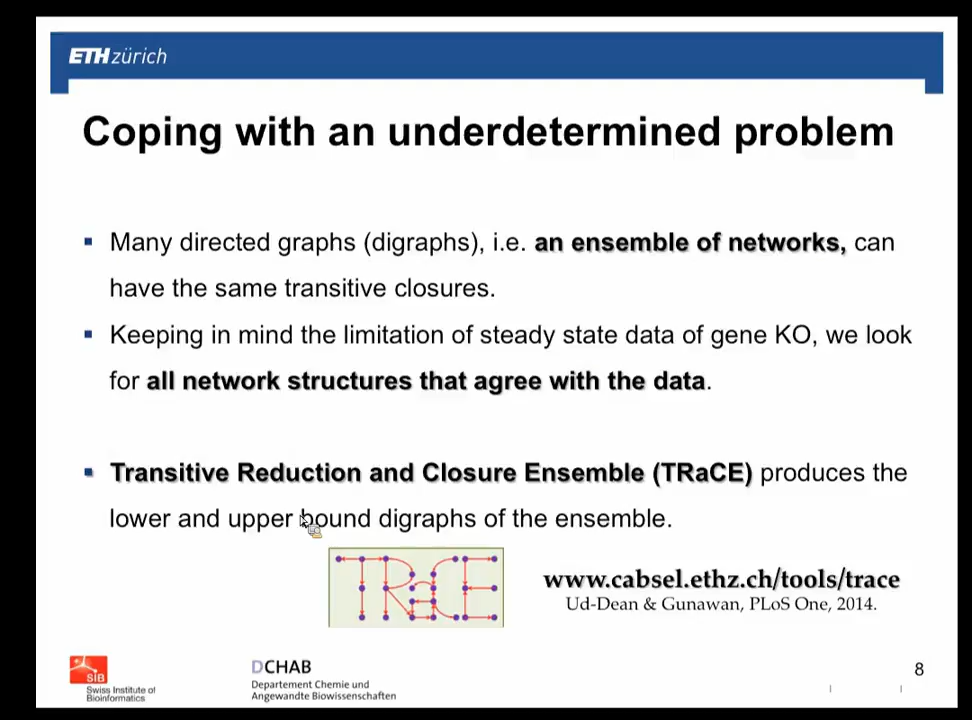 ETH zürich
Coping with an underdetermined problem
▪ Many directed graphs (digraphs), i.e. an ensemble of networks, can
have the same transitive closures.
▪ Keeping in mind the limitation of steady state data of gene KO, we look
for all network structures that agree with the data.
▪ Transitive Reduction and Closure Ensemble (TRaCE) produces the
lower and upper bound digraphs of the ensemble.
TRaCE
www.cabsel.ethz.ch/tools/trace
Ud-Dean & Gunawan, PLoS One, 2014.
SIB
Swiss Institute of
Bioinformatics
DCHAB
Departement Chemie und
Angewandte Biowissenschaften
8